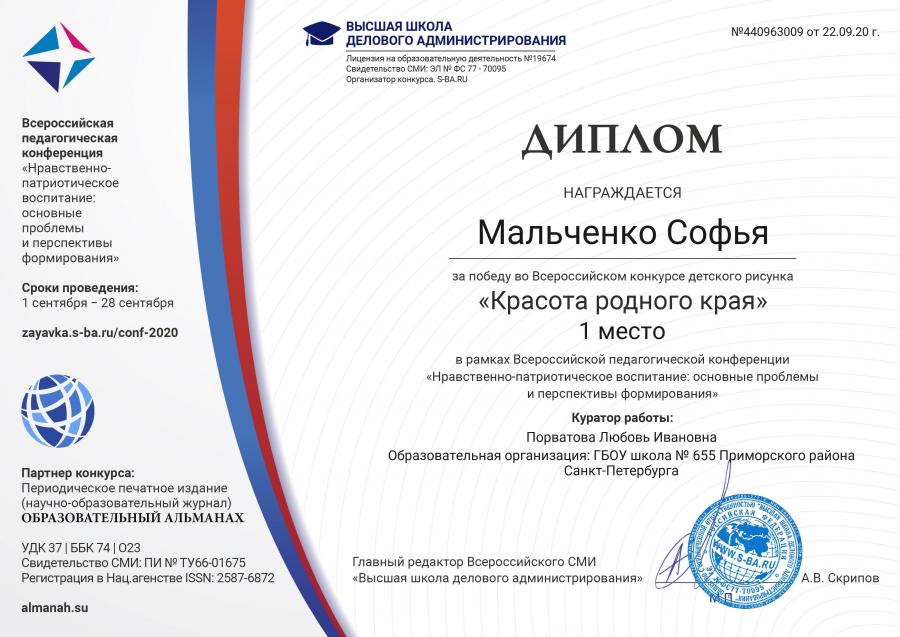 ВЫСШАЯ ШКОЛА
ДЕЛОВОГО АДМИНИСТРИРОВАНИЯ
Лицензия на образовательную деятельность №19674
Свидетельство СМИ: ЭЛ № ФС 77 - 70095
Организатор конкурса. S-BA.RU
№440963009 от 22.09.20 г.
Всероссийская
педагогическая
конференция
«Нравственно-
патриотическое
воспитание:
основные
проблемы
и перспективы
формирования»
Сроки проведения:
1 сентября – 28 сентября
zayavka.s-ba.ru/conf-2020
Партнер конкурса:
Периодическое печатное издание
(научно-образовательный журнал)
ОБРАЗОВАТЕЛЬНЫЙ АЛЬМАНАХ
УДК 37 | ББК 74 | О23
Свидетельство СМИ: ПИ № ТУ66-01675
Регистрация в Нац.агенстве ISSN: 2587-6872
almanah.su
ДИПЛОМ
НАГРАЖДАЕТСЯ
Мальченко Софья
за победу во Всероссийском конкурсе детского рисунка
«Красота родного края»
1 место
в рамках Всероссийской педагогической конференции
«Нравственно-патриотическое воспитание: основные проблемы
и перспективы формирования»
Куратор работы:
Порватова Любовь Ивановна
Образовательная организация: ГБОУ школа № 655 Приморского района
Санкт-Петербурга
Главный редактор Всероссийского СМИ
«Высшая школа делового администрирования»
А.В. Скрипов
WWW.S-BA.RU